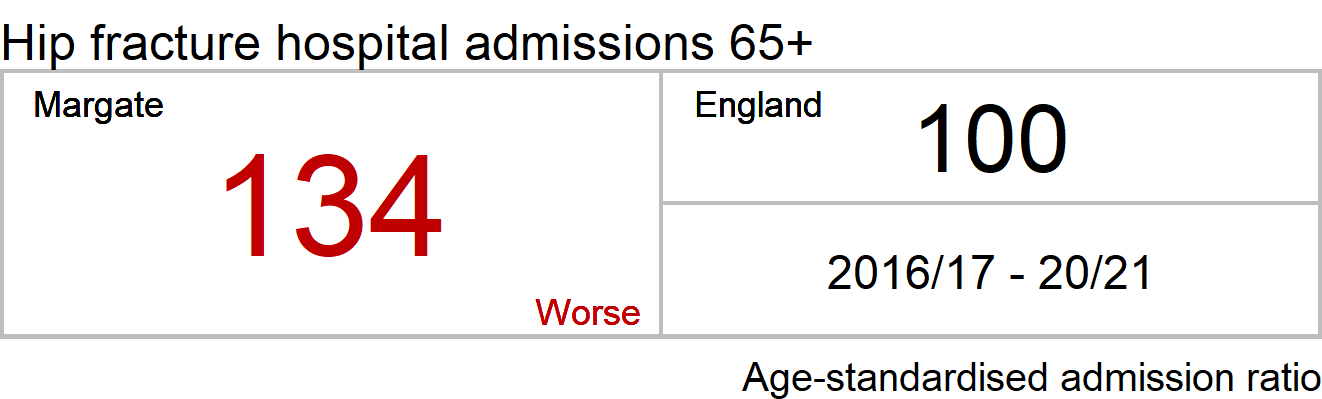 Hip fracture hospital admissions 65+
Margate
134
Worse
England
100
2016/17 - 20/21
Age-standardised admission ratio